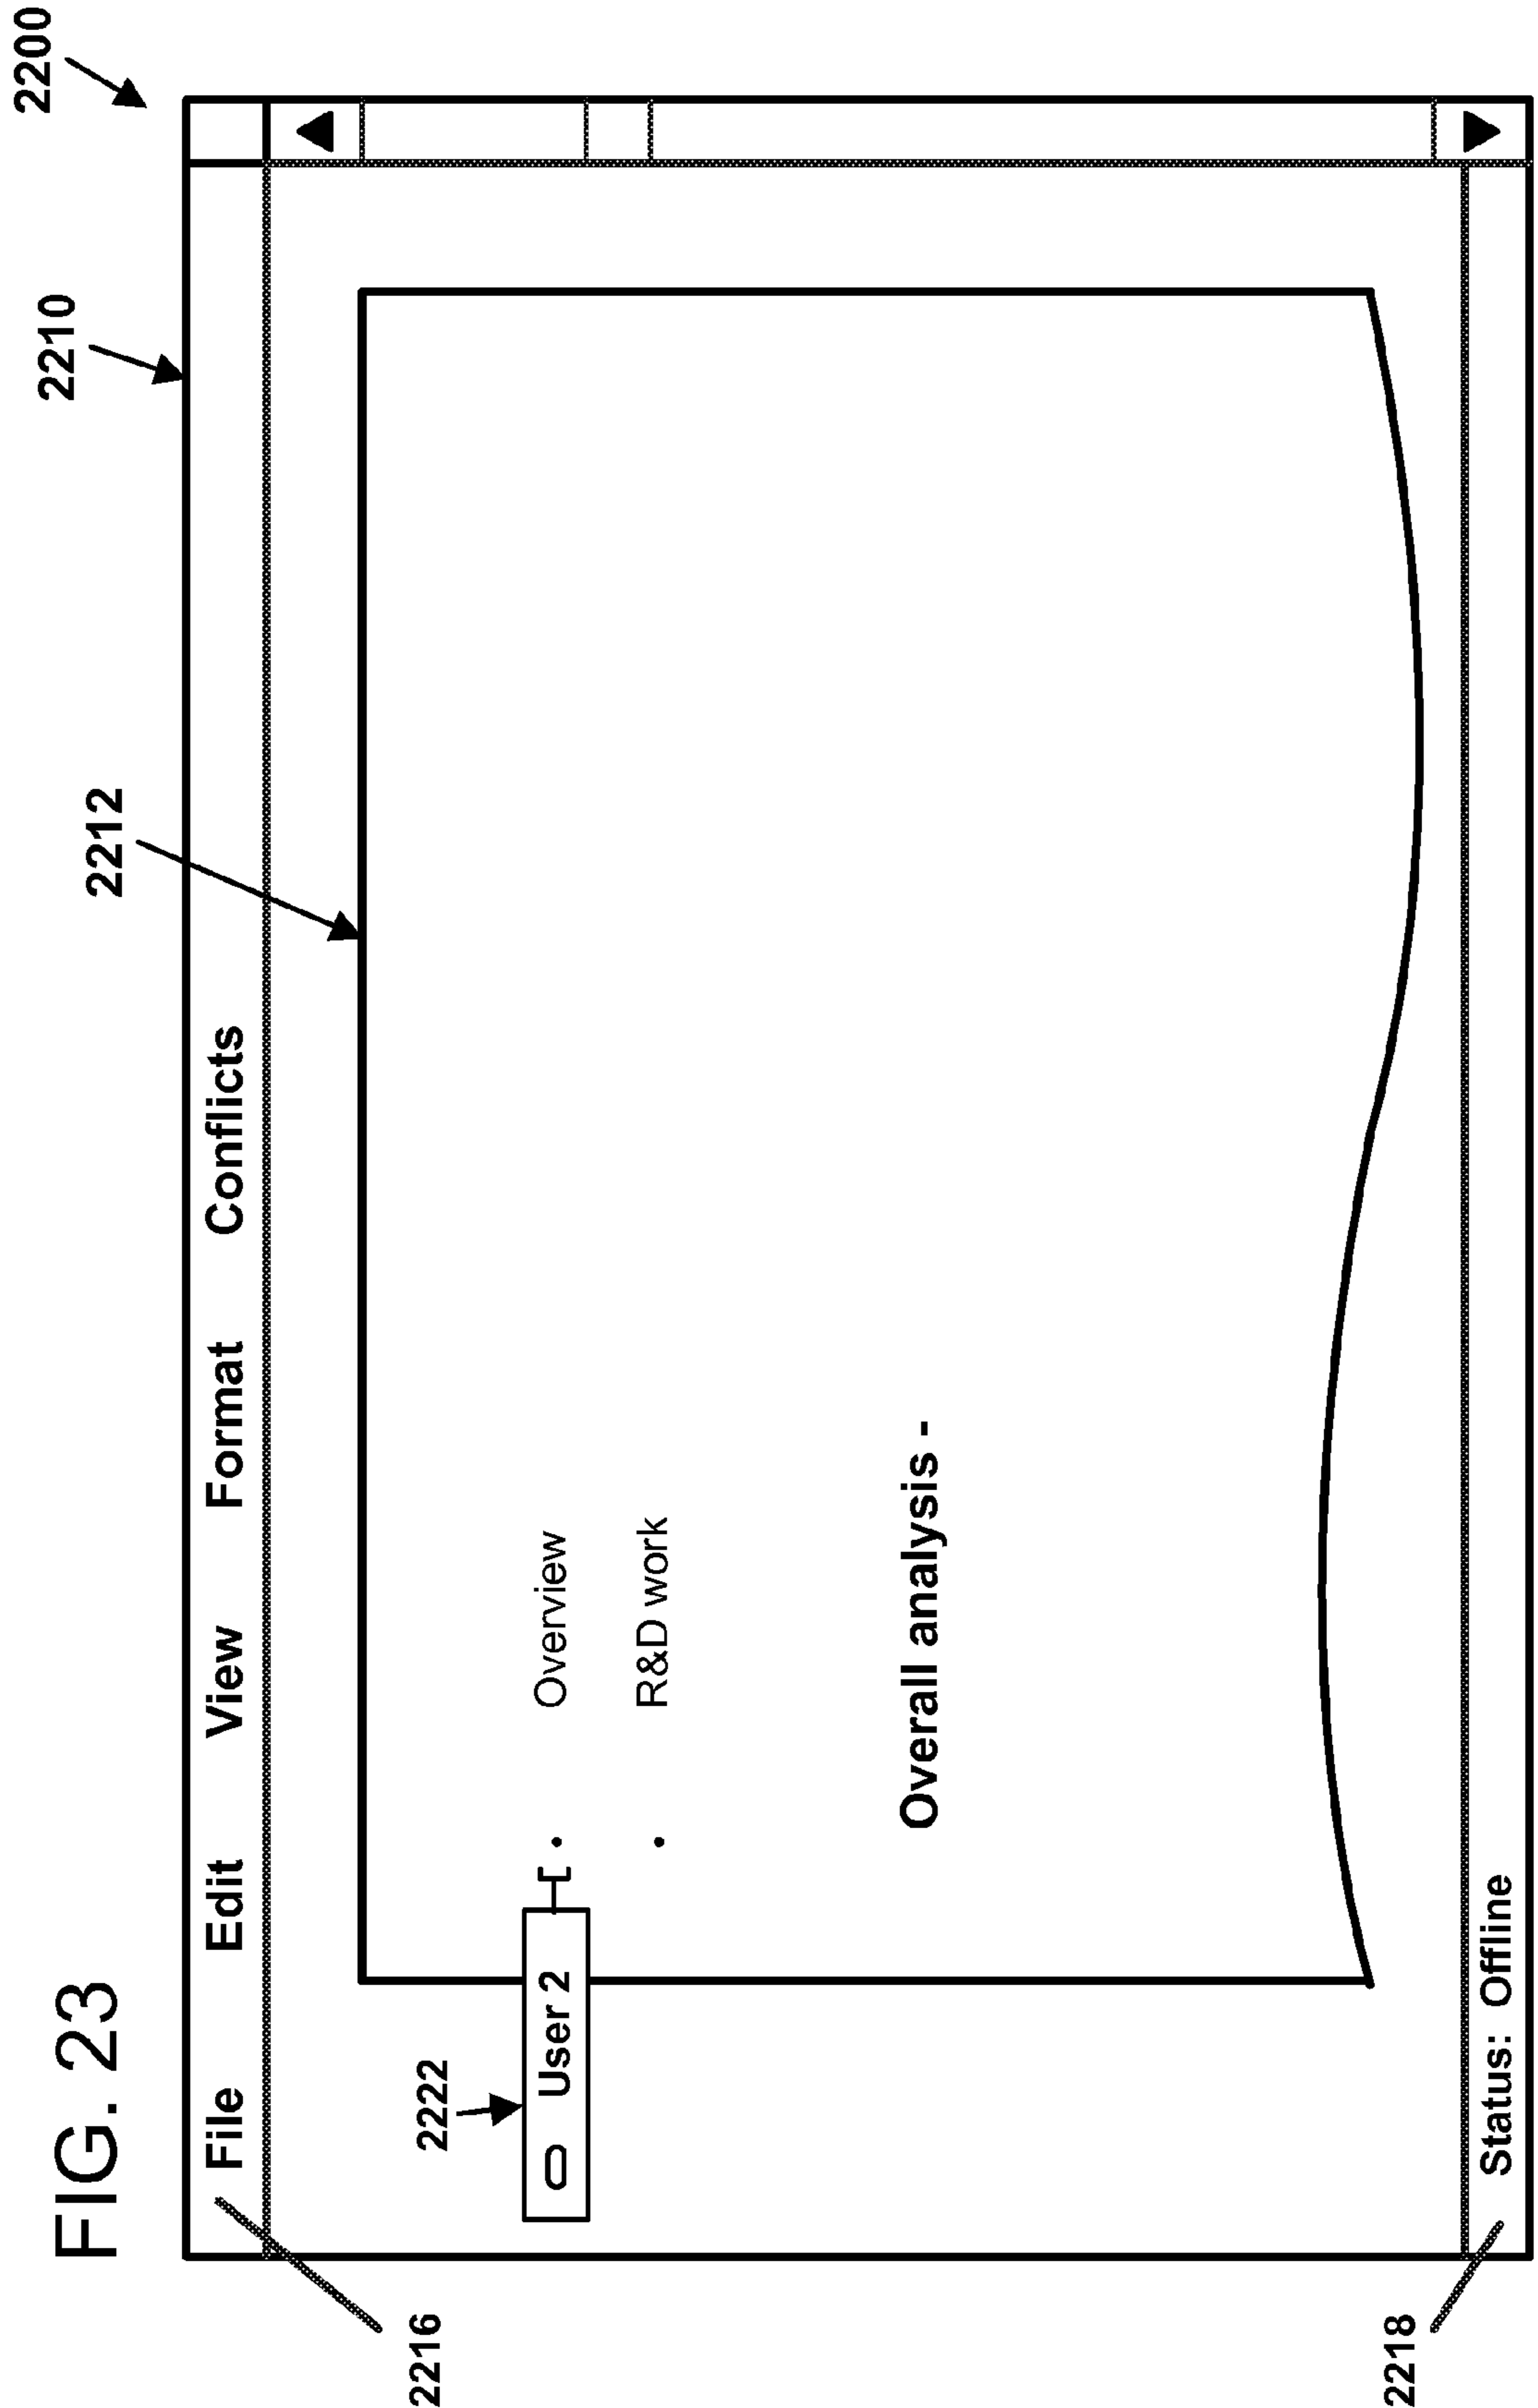 FIG. 23
2200
2210
2212
File Edit View Format Conflicts
2216
2222
User 2
• Overview
• R&D work
Overall analysis -
Status: Offline
2218